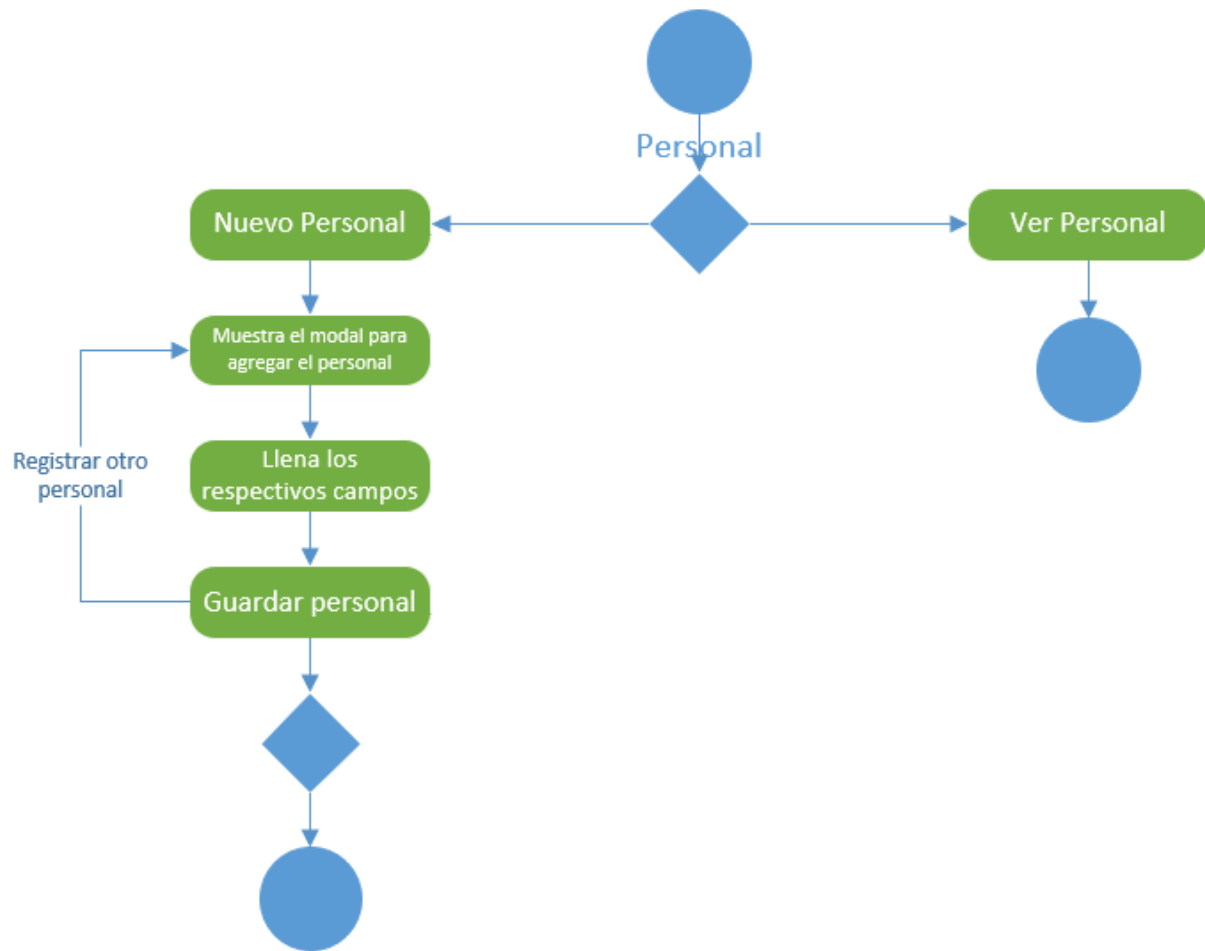 Personal
Nuevo Personal
Ver Personal
Muestra el modal para
agregar el personal
Registrar otro
personal
Llena los
respectivos campos
Guardar personal